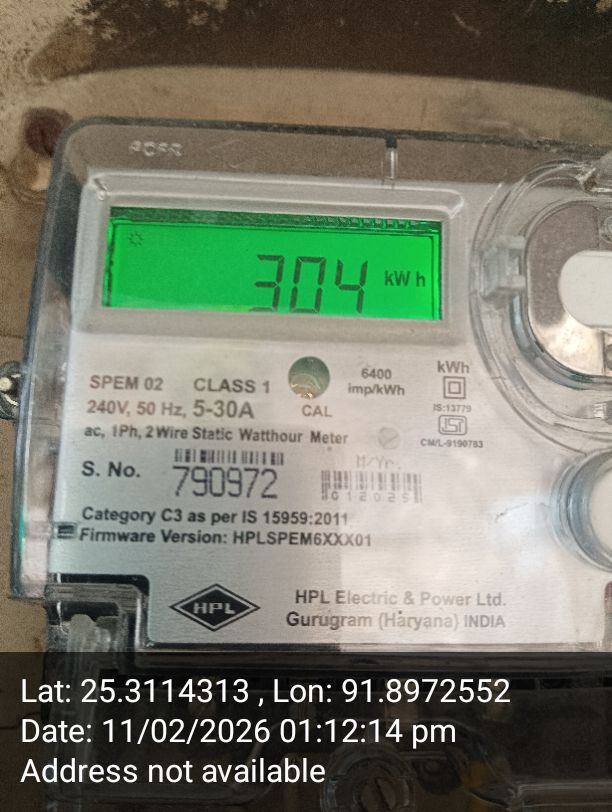 304 kWh
6400
imp/kWh
kWh
SPEM 02 CLASS 1
240V, 50 Hz, 5-30A
CAL
IS:13779
ISI
CM/L-9190783
ac, 1Ph, 2 Wire Static Watthour Meter
M/Yr.
S. No. 790972
012025
Category C3 as per IS 15959:2011
Firmware Version: HPLSPEM6XXX01
HPL
HPL Electric & Power Ltd.
Gurugram (Haryana) INDIA
Lat: 25.3114313 , Lon: 91.8972552
Date: 11/02/2026 01:12:14 pm
Address not available